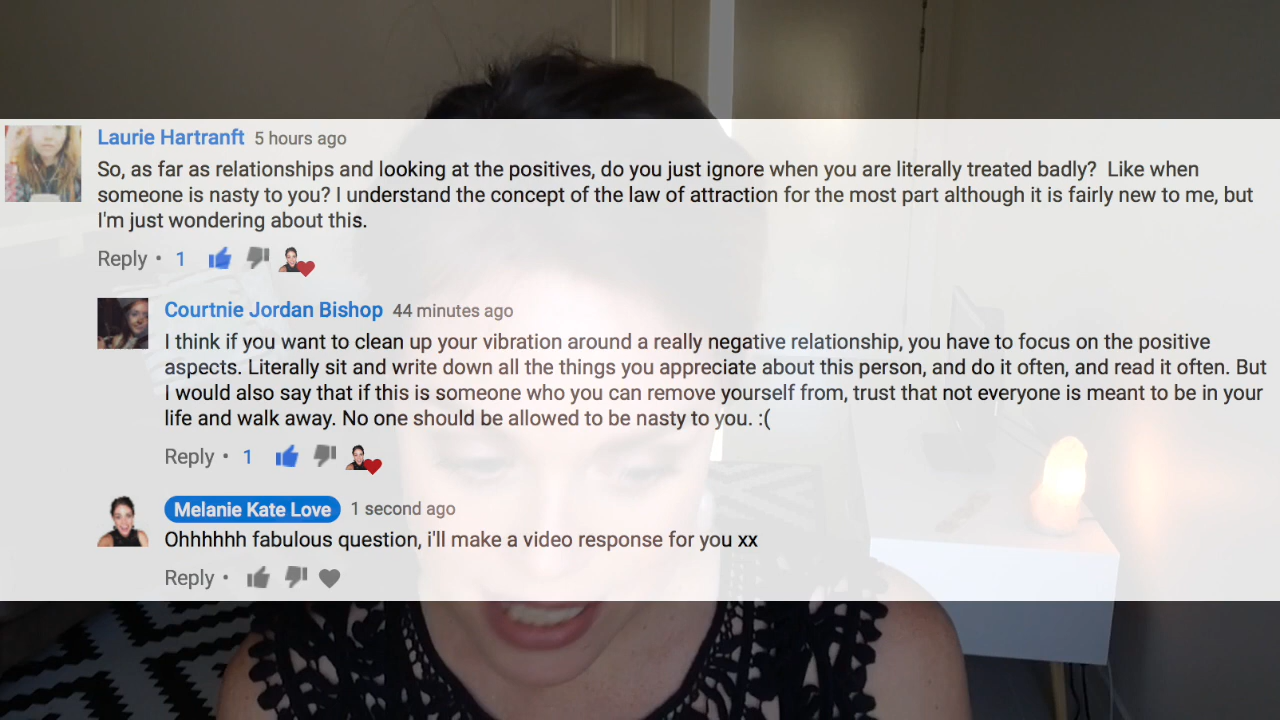 Laurie Hartranft 5 hours ago
So, as far as relationships and looking at the positives, do you just ignore when you are literally treated badly?  Like when
someone is nasty to you? I understand the concept of the law of attraction for the most part although it is fairly new to me, but
I'm just wondering about this.
Reply • 1
Courtnie Jordan Bishop 44 minutes ago
I think if you want to clean up your vibration around a really negative relationship, you have to focus on the positive
aspects. Literally sit and write down all the things you appreciate about this person, and do it often, and read it often. But
I would also say that if this is someone who you can remove yourself from, trust that not everyone is meant to be in your
life and walk away. No one should be allowed to be nasty to you. :(
Reply • 1
Melanie Kate Love 1 second ago
Ohhhhhh fabulous question, i'll make a video response for you xx
Reply •